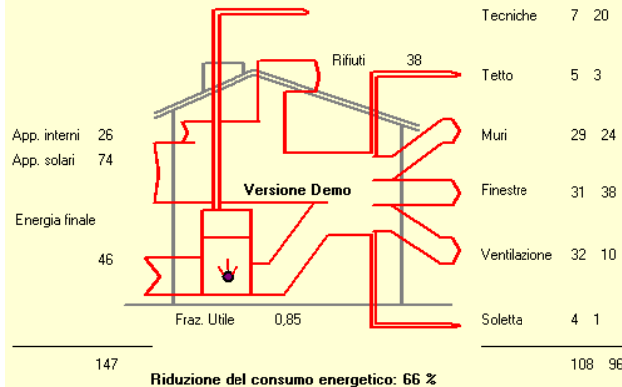 Tecniche 7 20
Rifiuti 38
Tetto 5 3
App. interni 26
Muri 29 24
App. solari 74
Versione Demo
Finestre 31 38
Energia finale
46
Ventilazione 32 10
Fraz. Utile 0,85
Soletta 4 1
147
108 96
Riduzione del consumo energetico: 66 %